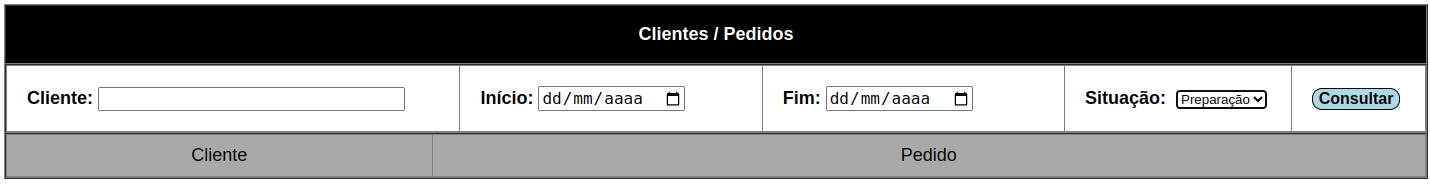 Clientes / Pedidos
Cliente: Início: dd/mm/aaaa Fim: dd/mm/aaaa Situação: Preparação Consultar
Cliente Pedido